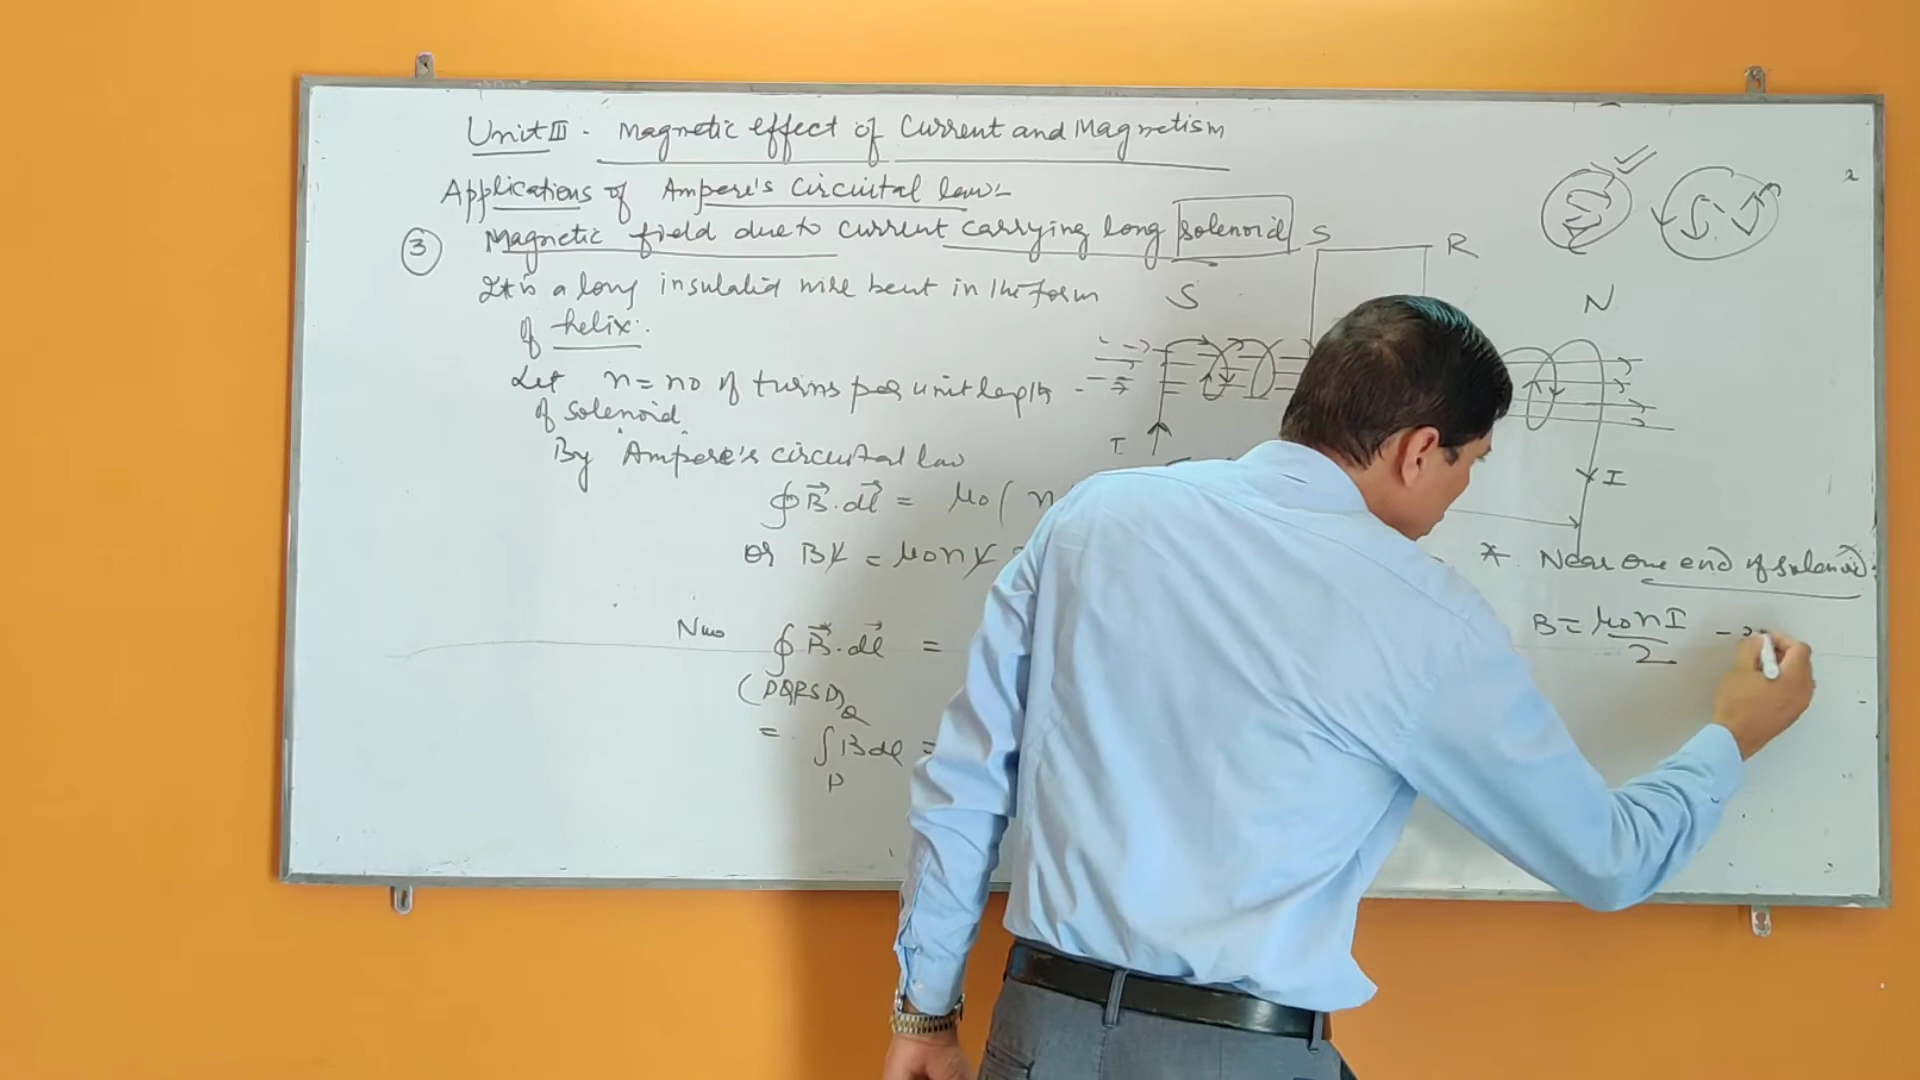 Unit III - Magnetic effect of Current and Magnetism
Applications of Ampere's Circuital law:-
3 Magnetic field due to current carrying long solenoid
It is a long insulated wire bent in the form
of helix.
Let n = no of turns per unit length
of solenoid
By Ampere's circuital law
∮B⃗.dl⃗ = μo( n
or Bl = μonl
Now ∮B⃗.dl⃗ =
(PQRSP)
= ∫BdL =
Q
P
S R
S N
I
I
* Near one end of solenoid:
B = μonI/2 -